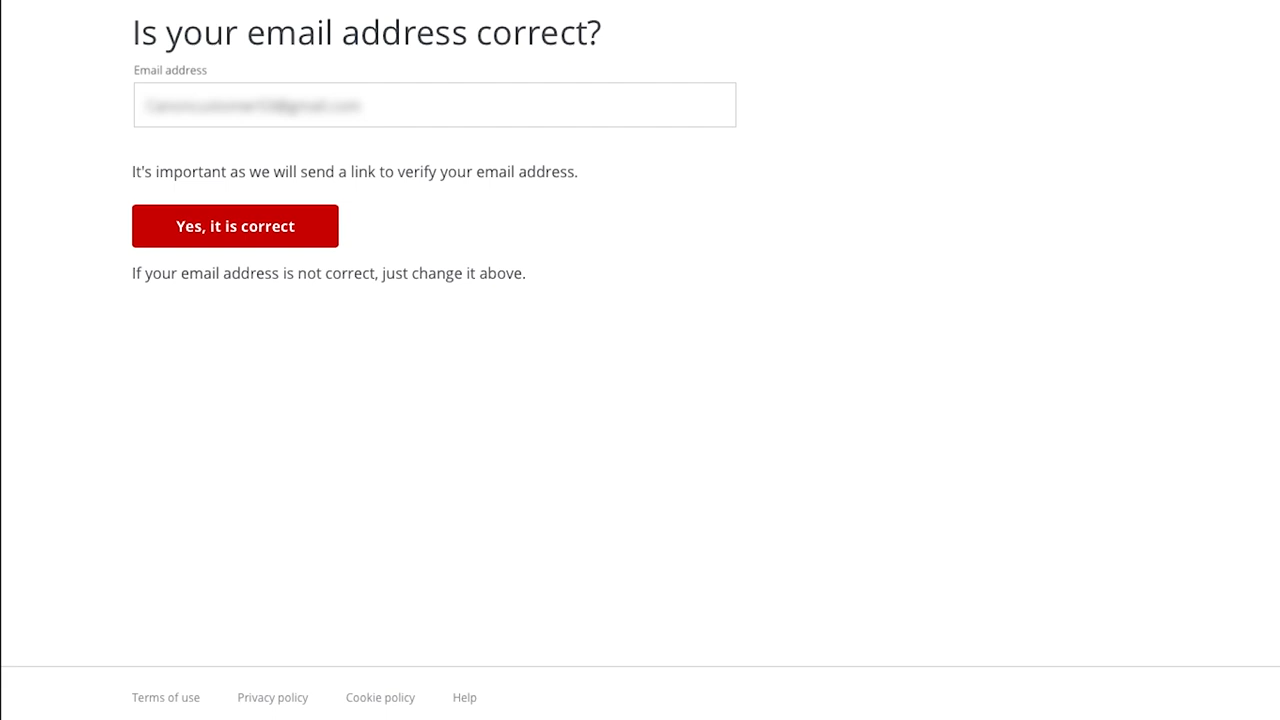 Is your email address correct?
Email address
It's important as we will send a link to verify your email address.
Yes, it is correct
If your email address is not correct, just change it above.
Terms of use Privacy policy Cookie policy Help